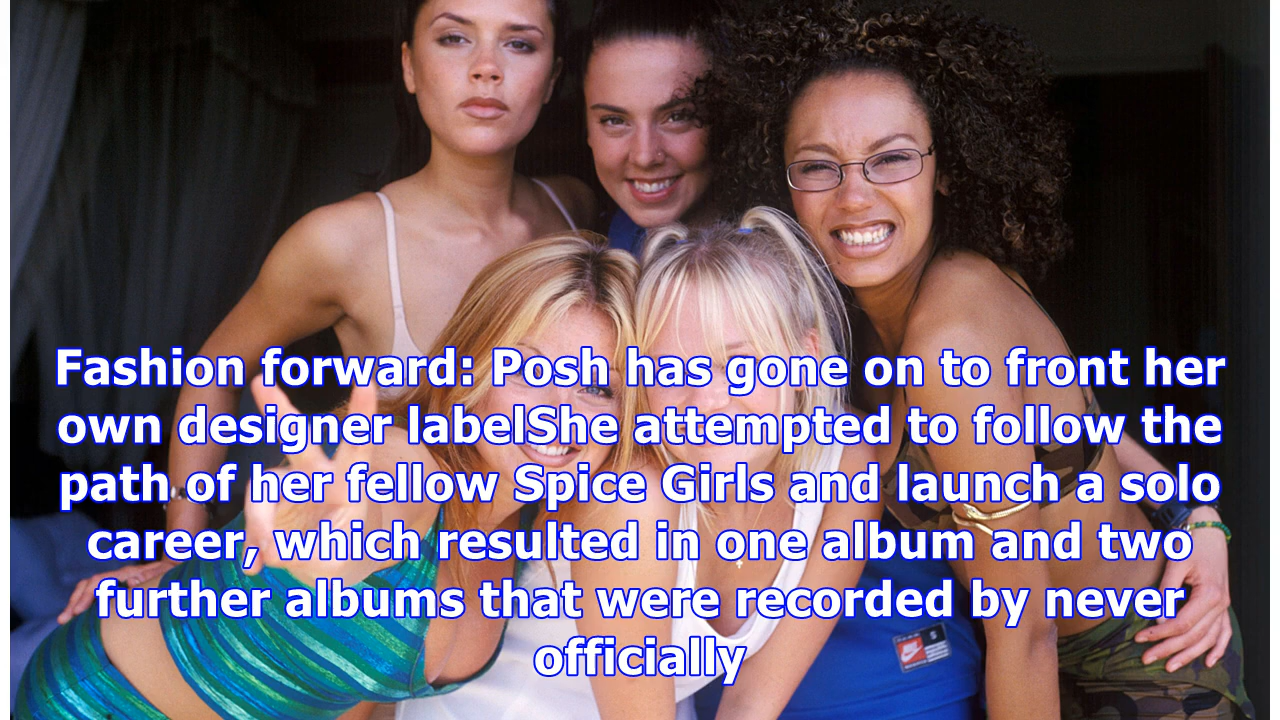 Fashion forward: Posh has gone on to front her
own designer labelShe attempted to follow the
path of her fellow Spice Girls and launch a solo
career, which resulted in one album and two
further albums that were recorded by never
officially
S